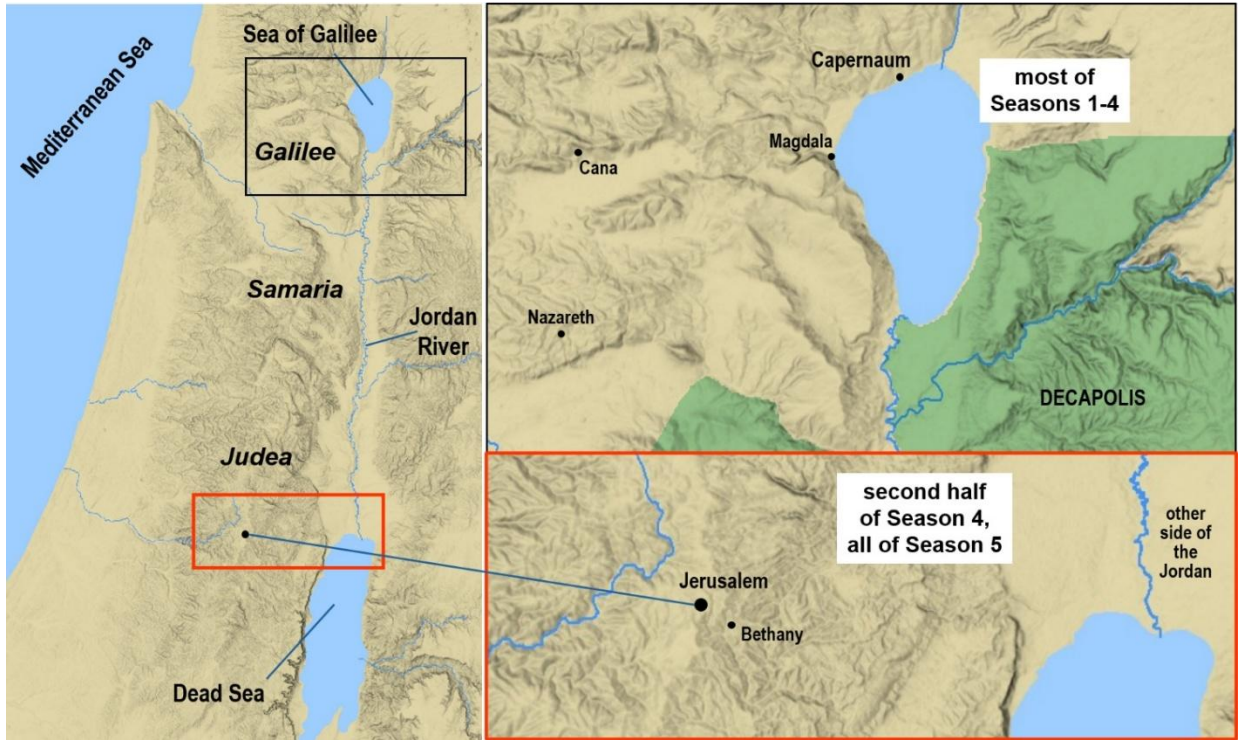 Mediterranean Sea
Sea of Galilee
Galilee
Samaria
Jordan
River
Judea
Dead Sea
Capernaum
most of
Seasons 1-4
Magdala
Cana
Nazareth
DECAPOLIS
second half
of Season 4,
all of Season 5
other
side of
the
Jordan
Jerusalem
Bethany